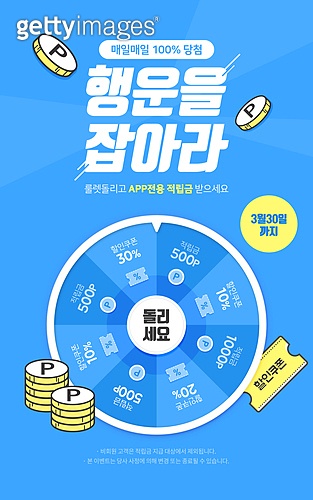 gettyimages®
매일매일 100% 당첨
행운을
잡아라
룰렛돌리고 APP전용 적립금 받으세요
3월30일
까지
적립금
500P
할인쿠폰
10%
적립금
1000P
할인쿠폰
20%
적립금
500P
할인쿠폰
10%
적립금
500P
할인쿠폰
30%
돌리
세요
할인쿠폰
P
P
P
P
P
P
P
P
· 비회원 고객은 적립금 지급 대상에서 제외됩니다.
· 본 이벤트는 당사 사정에 의해 변경 또는 종료될 수 있습니다.